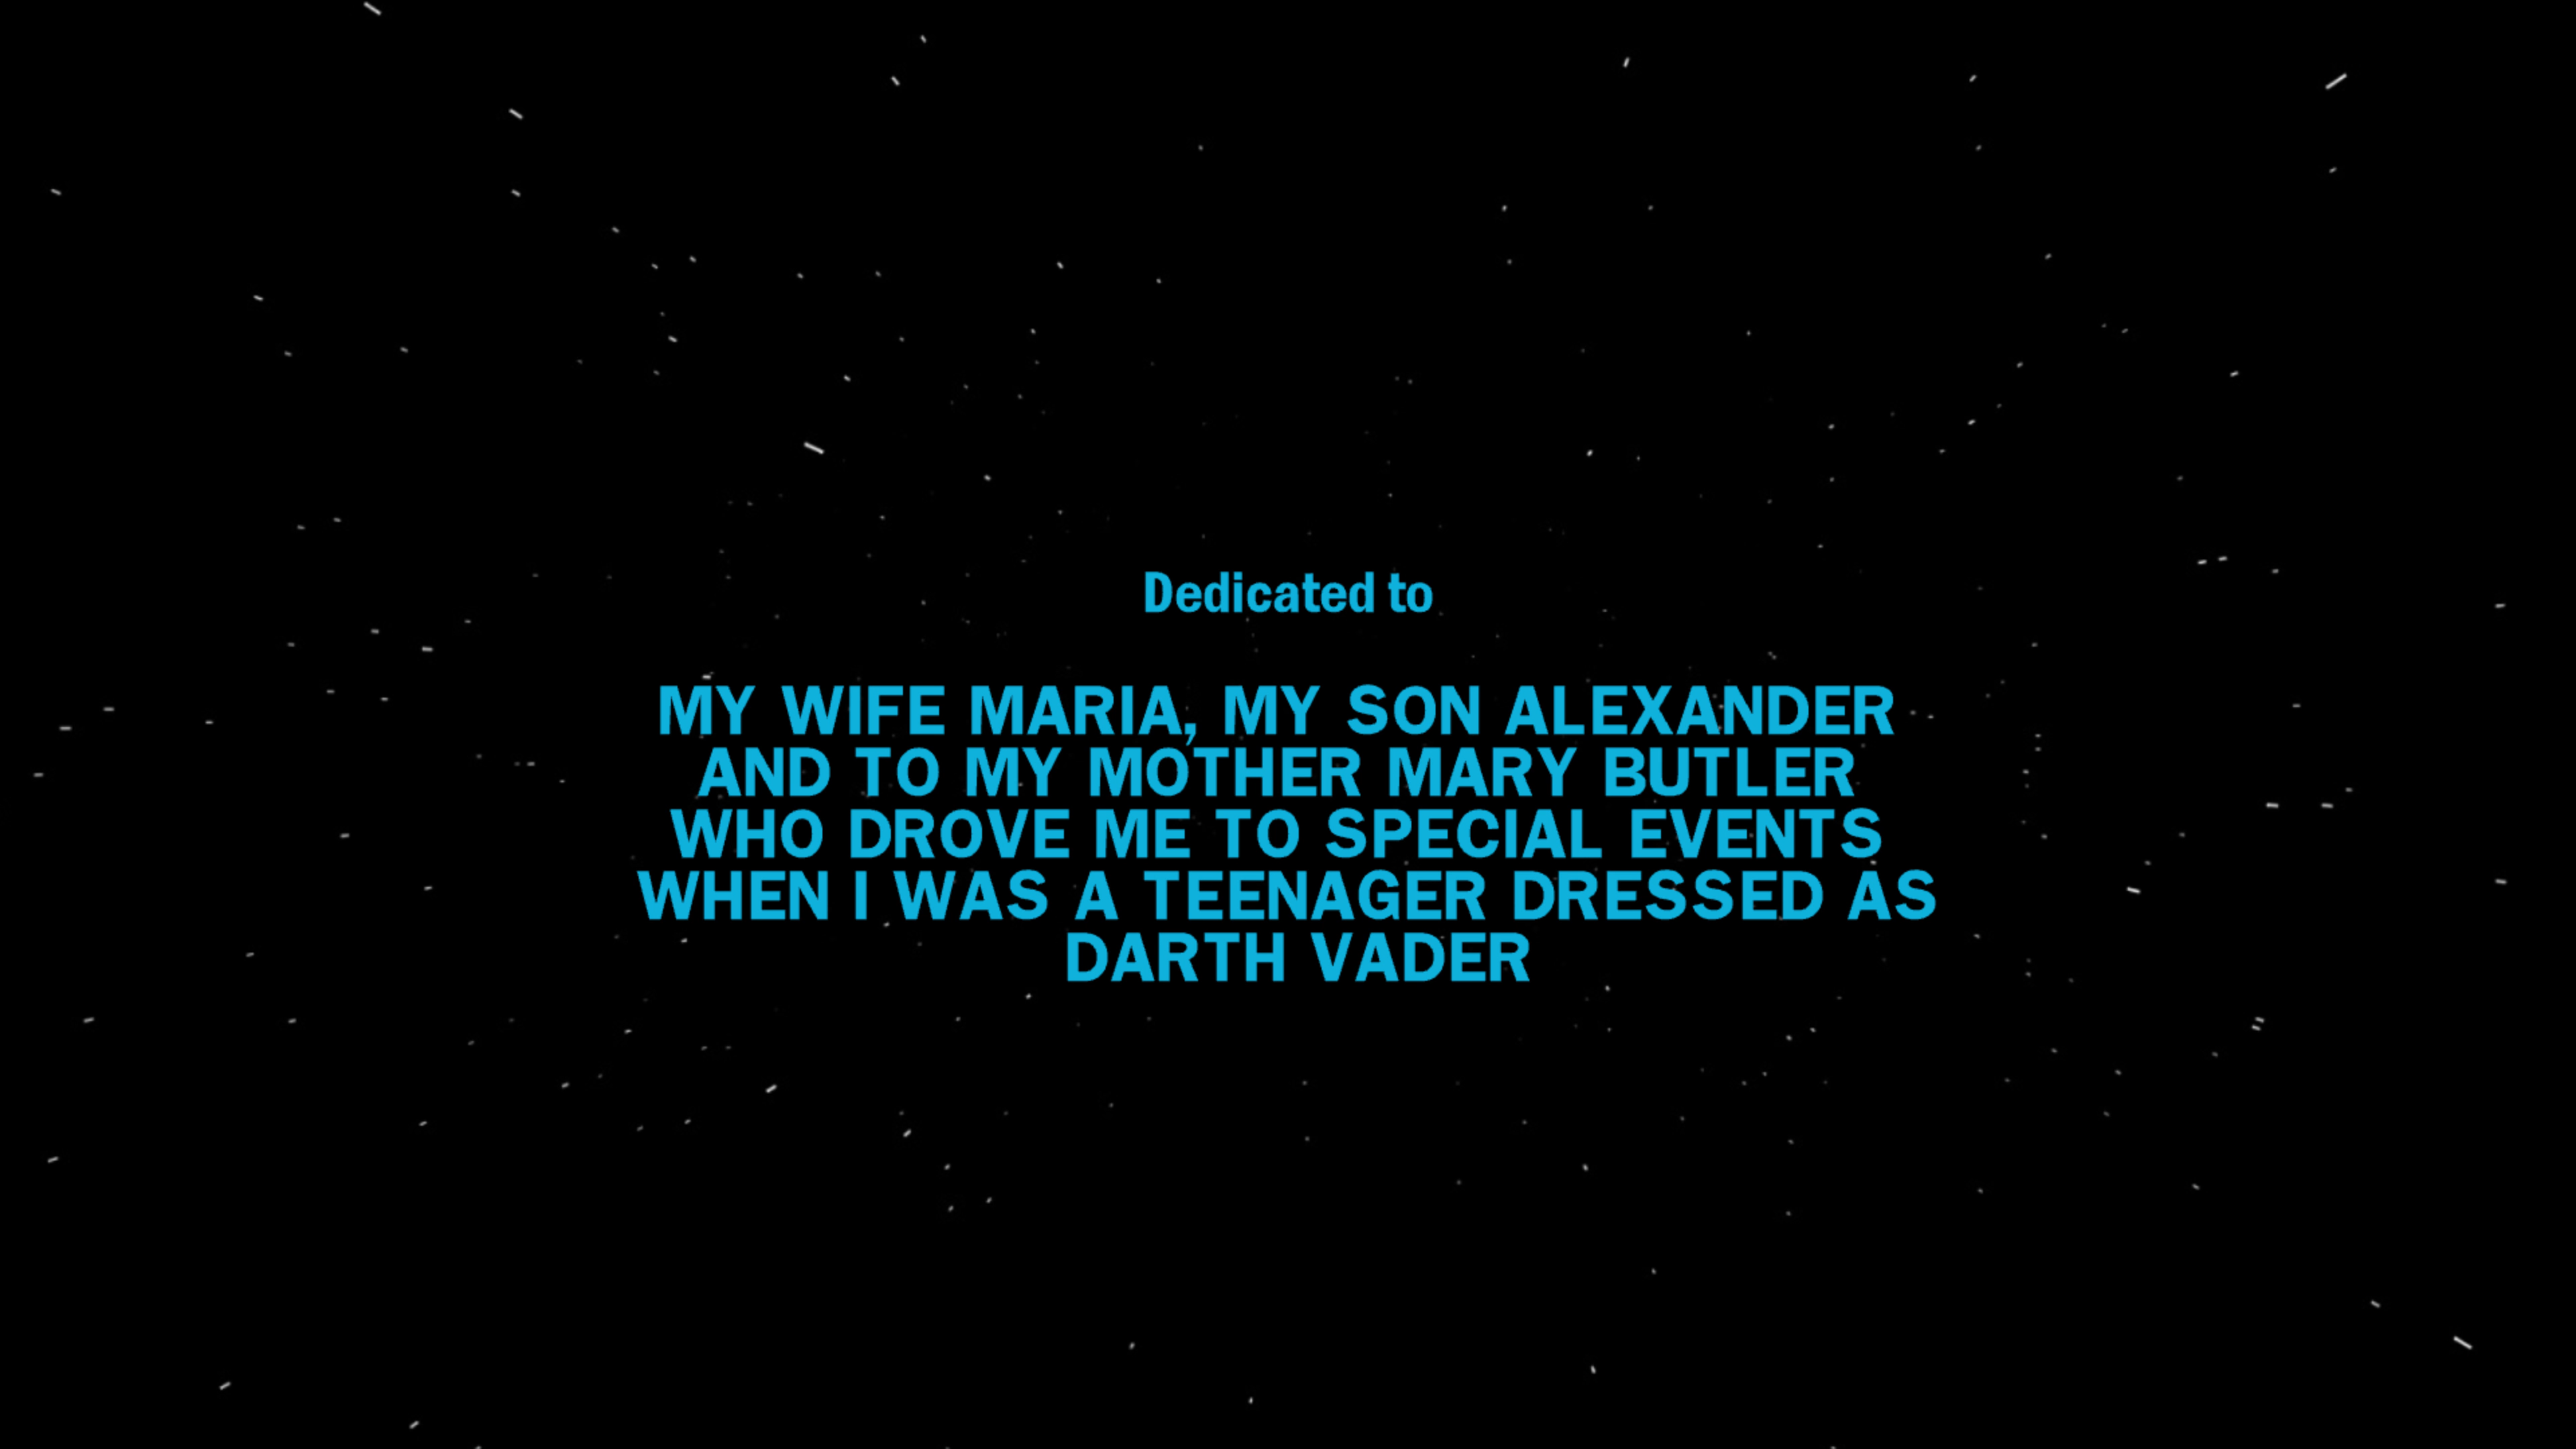 Dedicated to
MY WIFE MARIA, MY SON ALEXANDER
AND TO MY MOTHER MARY BUTLER
WHO DROVE ME TO SPECIAL EVENTS
WHEN I WAS A TEENAGER DRESSED AS
DARTH VADER